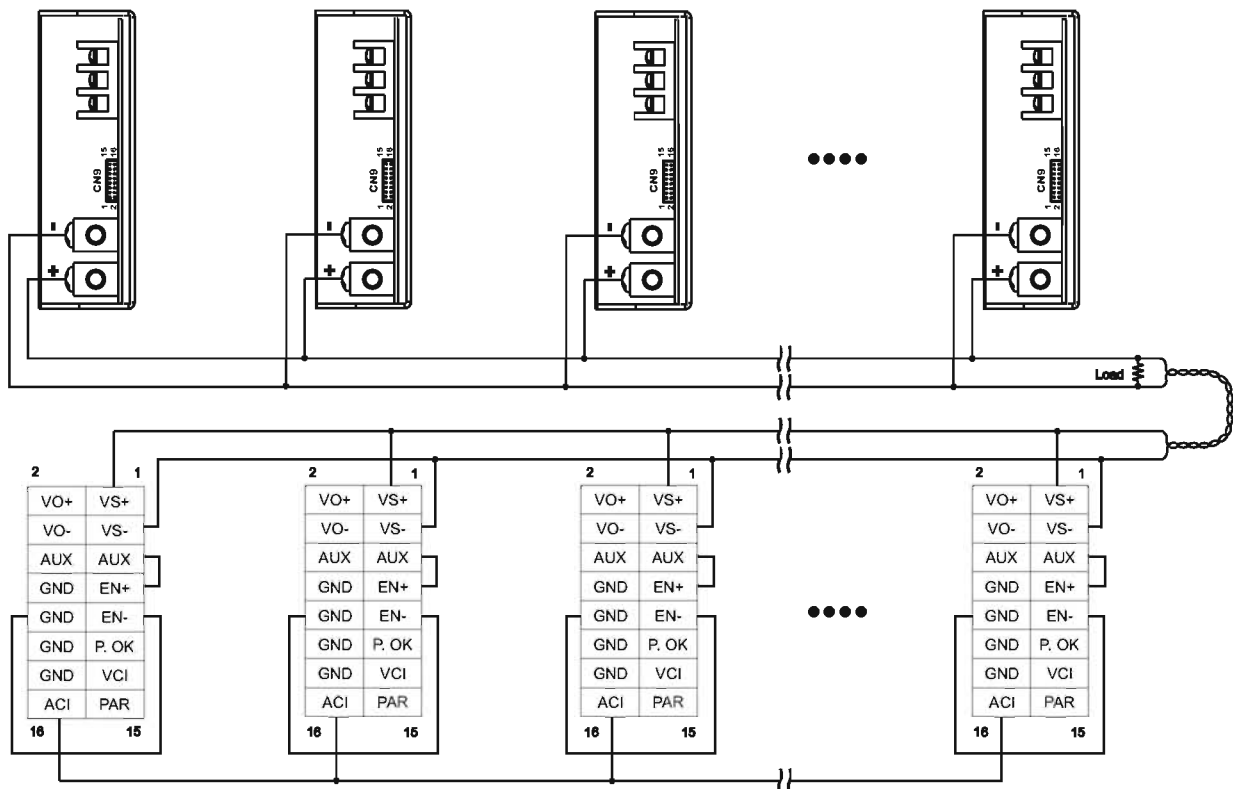 15 16
CN9
1 2
-
+
15 16
CN9
1 2
-
+
15 16
CN9
1 2
-
+
15 16
CN9
1 2
-
+
Load
2 1
VO+ VS+
VO- VS-
AUX AUX
GND EN+
GND EN-
GND P. OK
GND VCI
ACI PAR
16 15
2 1
VO+ VS+
VO- VS-
AUX AUX
GND EN+
GND EN-
GND P. OK
GND VCI
ACI PAR
16 15
2 1
VO+ VS+
VO- VS-
AUX AUX
GND EN+
GND EN-
GND P. OK
GND VCI
ACI PAR
16 15
2 1
VO+ VS+
VO- VS-
AUX AUX
GND EN+
GND EN-
GND P. OK
GND VCI
ACI PAR
16 15